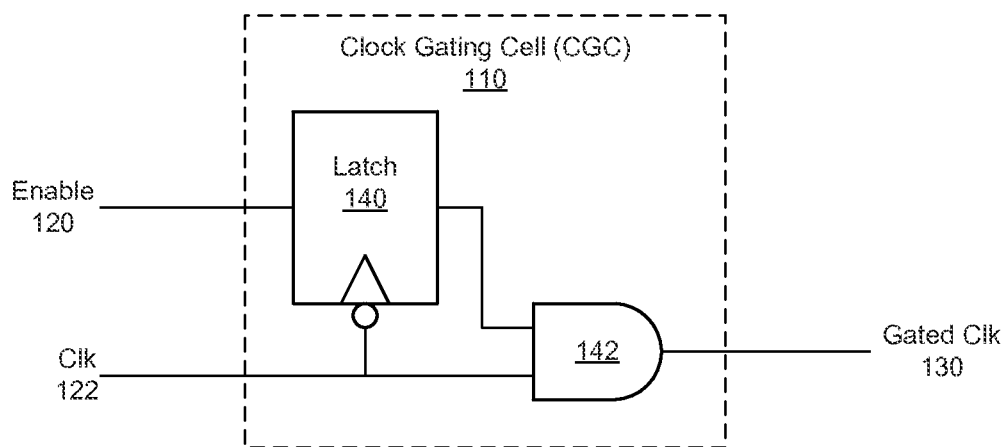 Clock Gating Cell (CGC)
110
Latch
140
Enable
120
142
Gated Clk
130
Clk
122